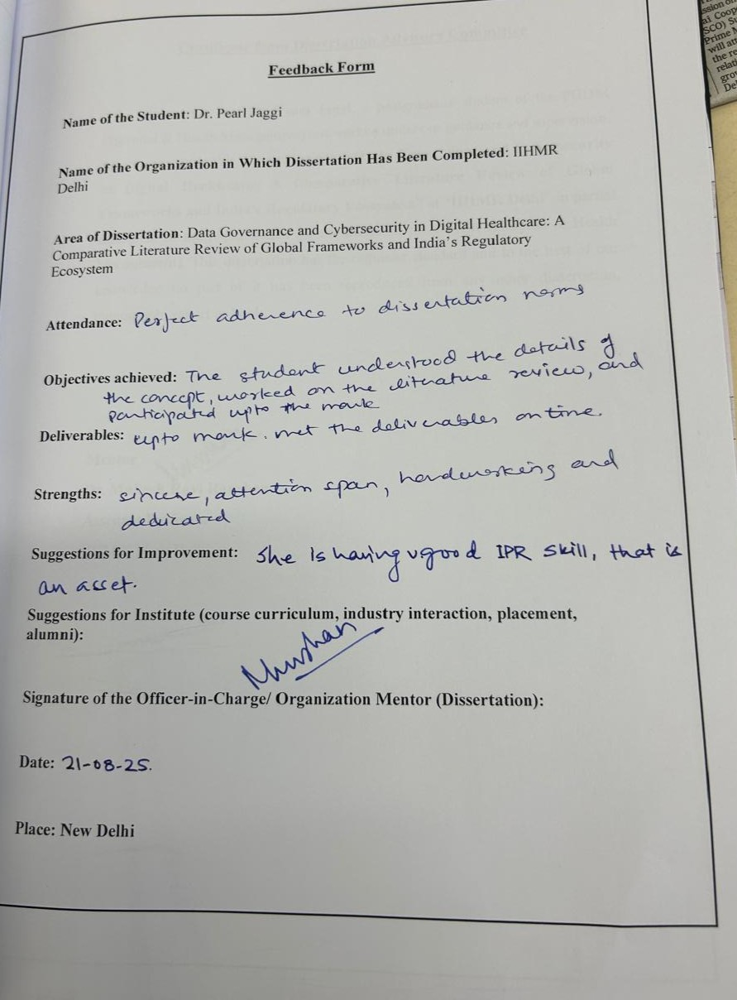 Feedback Form
Name of the Student: Dr. Pearl Jaggi
Name of the Organization in Which Dissertation Has Been Completed: IIHMR
Delhi
Area of Dissertation: Data Governance and Cybersecurity in Digital Healthcare: A
Comparative Literature Review of Global Frameworks and India's Regulatory
Ecosystem
Attendance: Perfect adherence to dissertation norms
Objectives achieved: The student understood the details of
the concept, worked on the literature review, and
participated upto the mark
Deliverables: upto mark. met the deliverables on time.
Strengths: sincere, attention span, hardworking and
dedicated
Suggestions for Improvement: She is having v good IPR skill, that is
an asset.
Suggestions for Institute (course curriculum, industry interaction, placement,
alumni):
Signature of the Officer-in-Charge/ Organization Mentor (Dissertation):
Date: 21-08-25.
Place: New Delhi
ssion of
ai Coop
SCO) Su
Prime M
will att
the re
relati
grow
Del